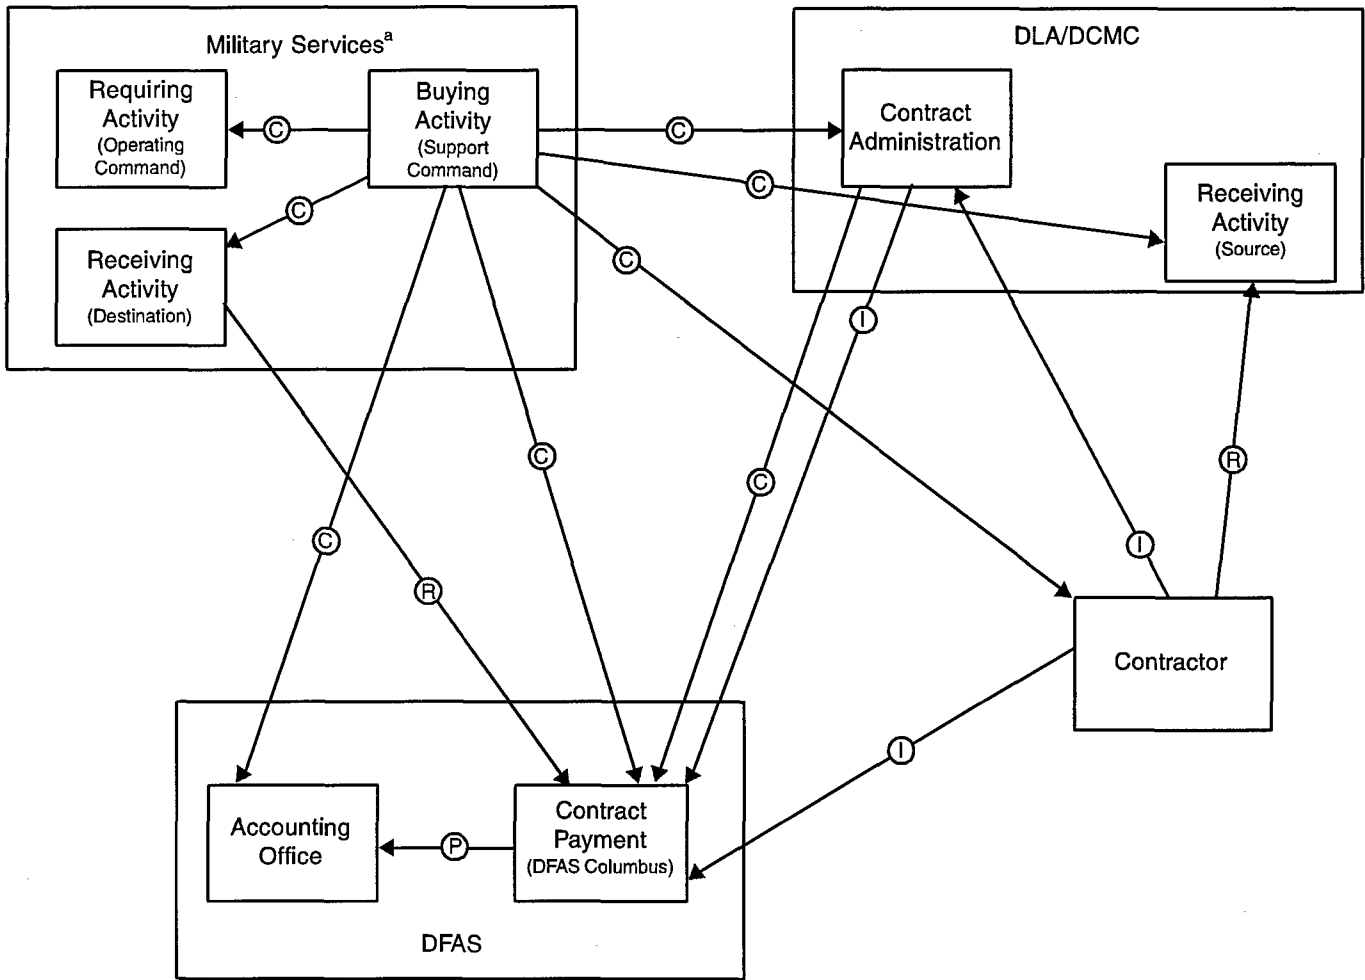 Military Servicesa
Requiring
Activity
(Operating
Command)
C
Buying
Activity
(Support
Command)
C
Receiving
Activity
(Destination)
C
DLA/DCMC
Contract
Administration
Receiving
Activity
(Source)
C
C
I
C
C
R
C
I
R
Contractor
I
Accounting
Office
P
Contract
Payment
(DFAS Columbus)
DFAS
C